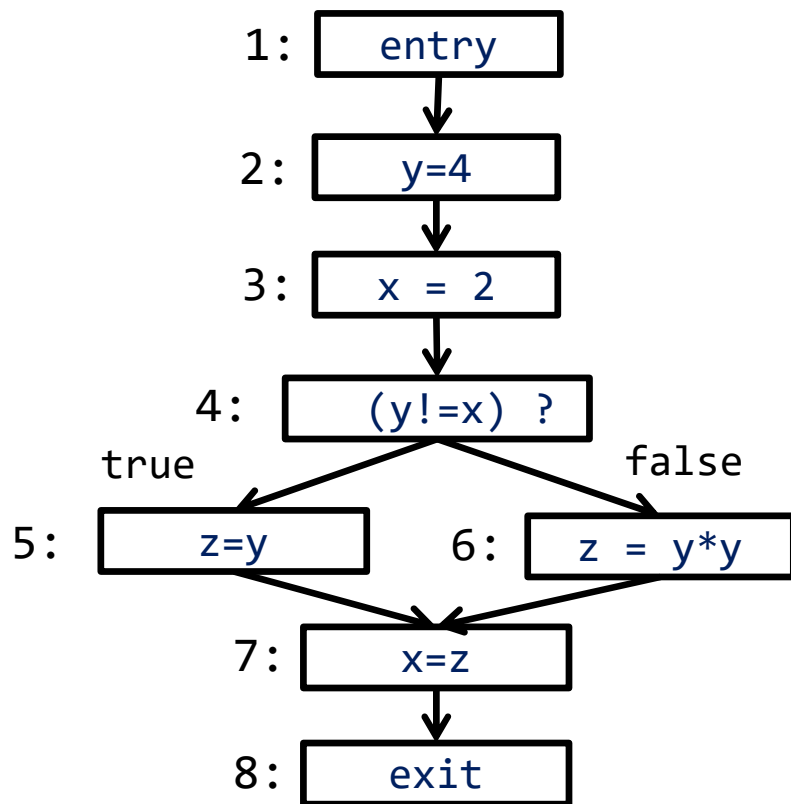 1: entry
2: y=4
3: x = 2
4: (y!=x) ?
true
false
5: z=y
6: z = y*y
7: x=z
8: exit